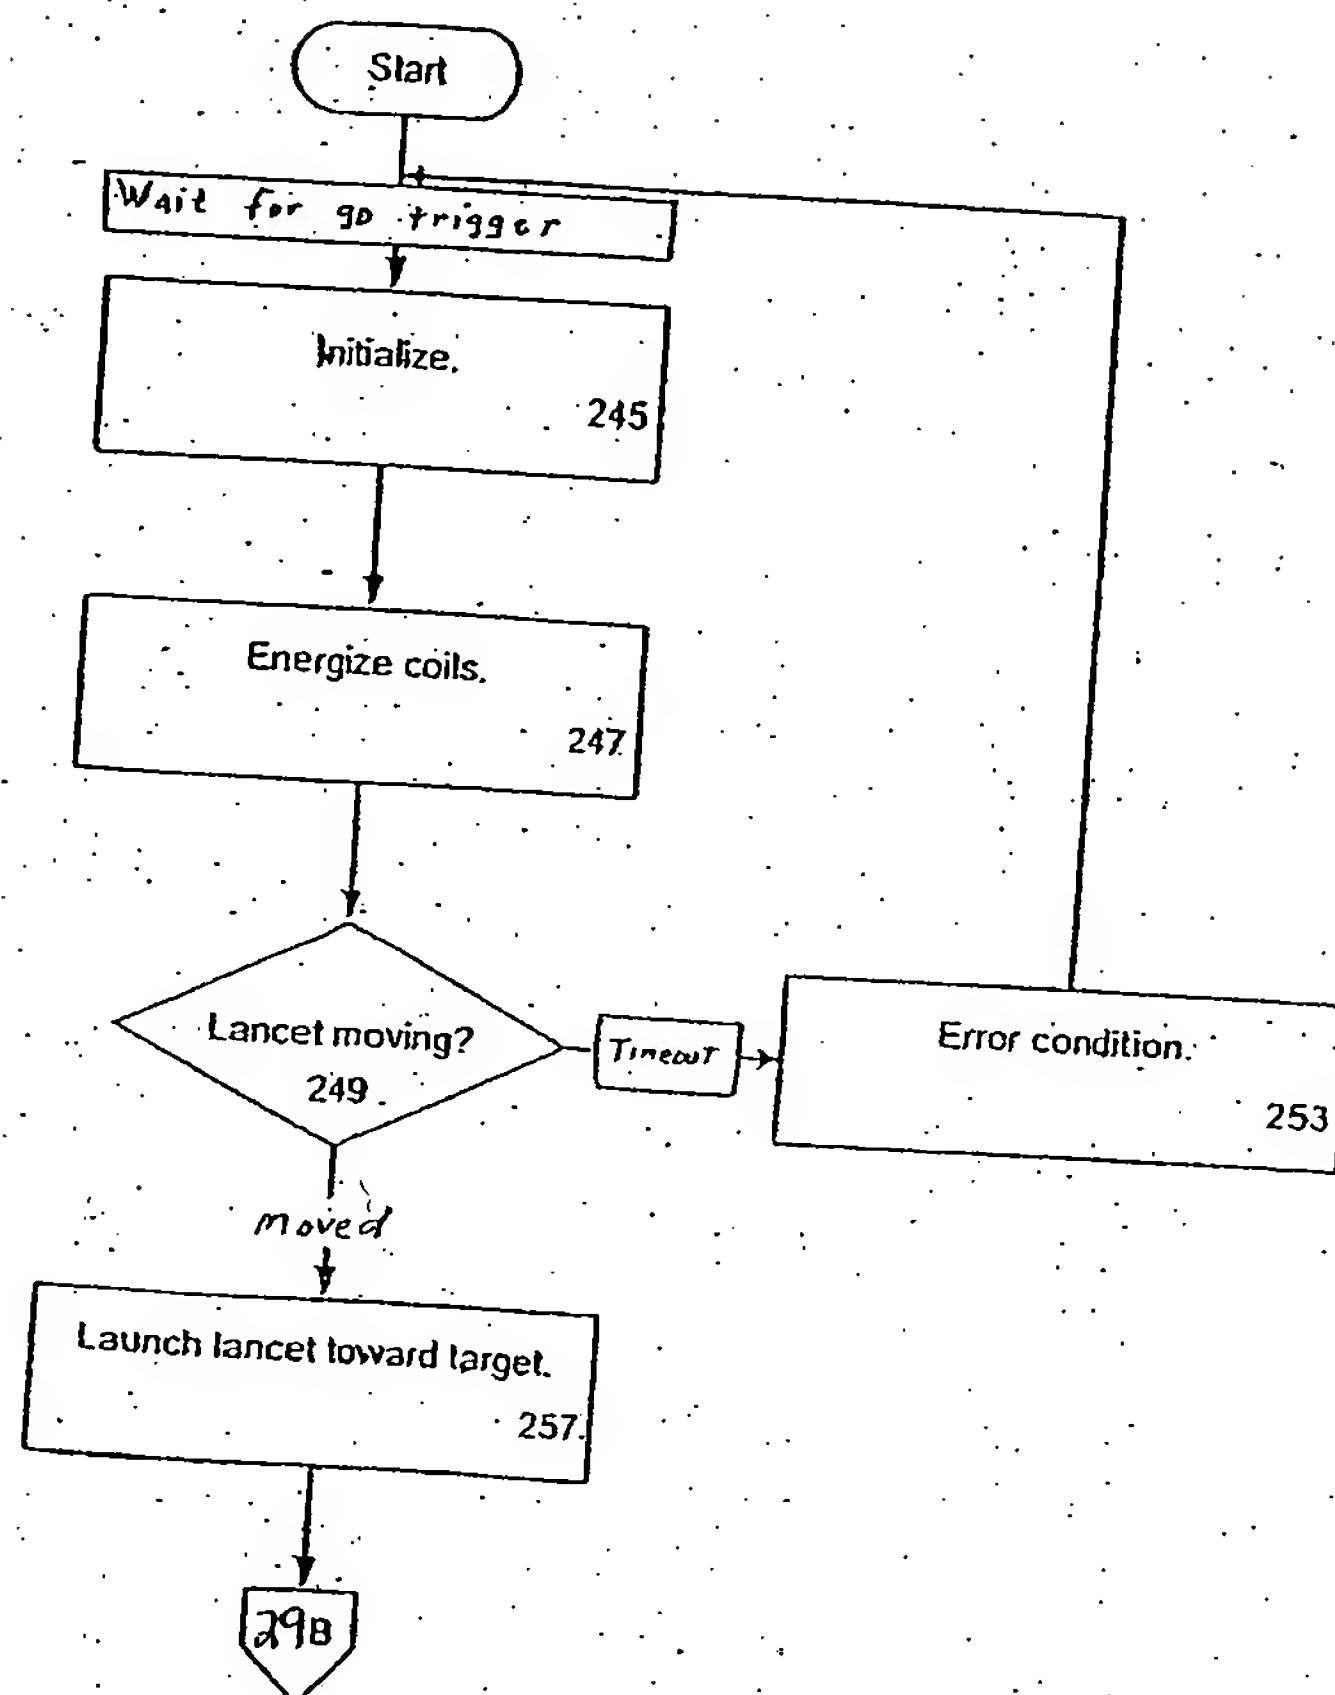 Start
Wait for go trigger
Initialize.
245
Energize coils.
247
Lancet moving?
249
Timeout
Error condition.
253
moved
Launch lancet toward target.
257
29B